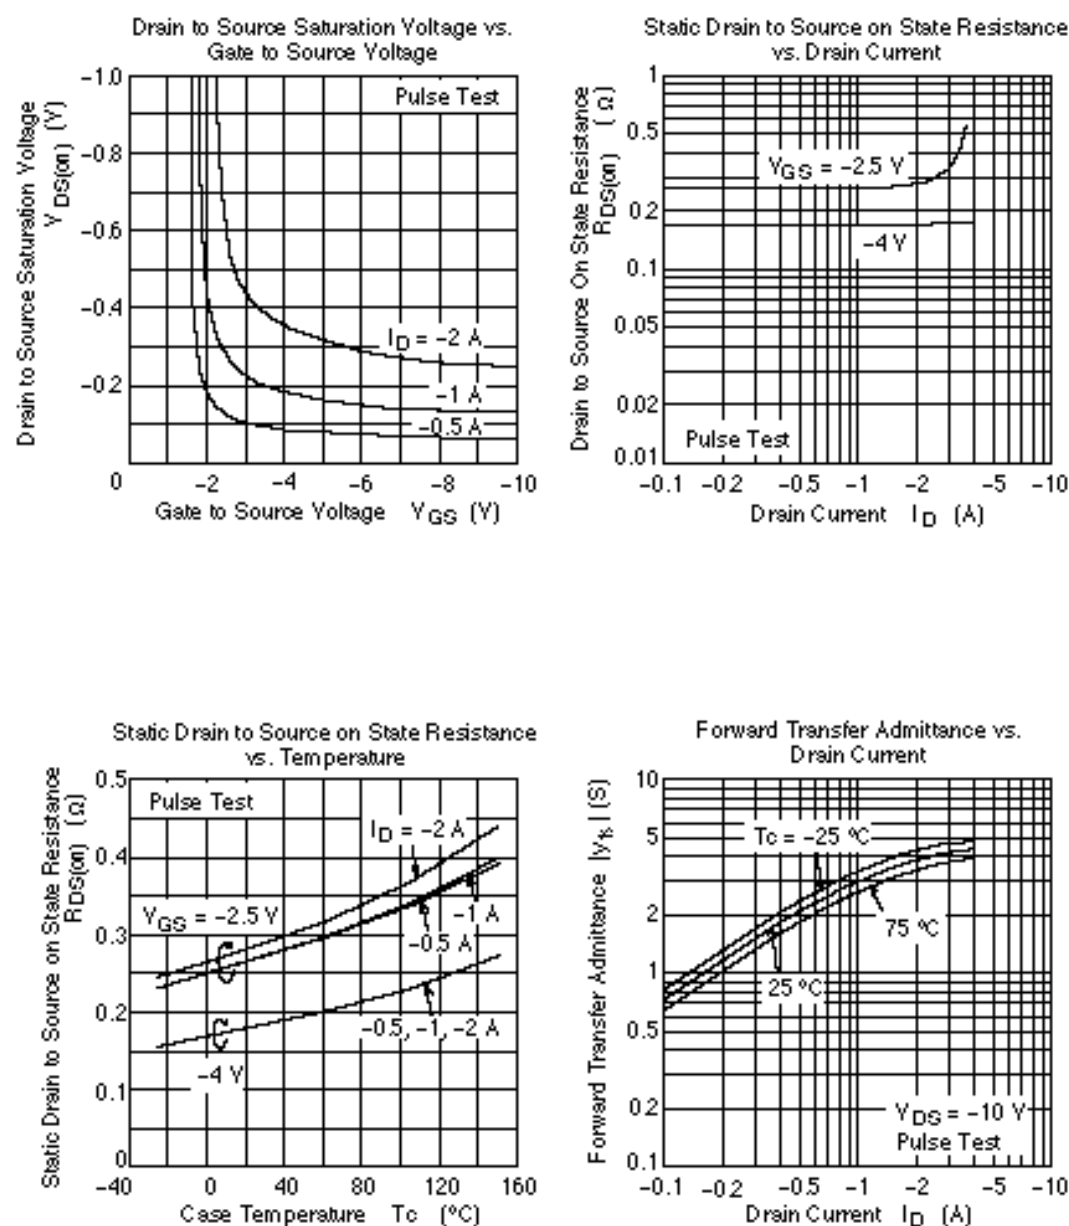 Drain to Source Saturation Voltage vs.
Gate to Source Voltage
Drain to Source Saturation Voltage
V DS(on) (V)
−1.0
−0.8
−0.6
−0.4
−0.2
0
Pulse Test
I D = −2 A
−1 A
−0.5 A
−2 −4 −6 −8 −10
Gate to Source Voltage V GS (V)
Static Drain to Source on State Resistance
vs. Drain Current
Drain to Source On State Resistance
R DS(on) (Ω)
1
0.5
0.2
0.1
0.05
0.02
0.01
V GS = −2.5 V
−4 V
Pulse Test
−0.1 −0.2 −0.5 −1 −2 −5 −10
Drain Current I D (A)
Static Drain to Source on State Resistance
vs. Temperature
Static Drain to Source on State Resistance
R DS(on) (Ω)
0.5
0.4
0.3
0.2
0.1
0
Pulse Test
I D = −2 A
V GS = −2.5 V
−1 A
−0.5 A
−0.5, −1, −2 A
−4 V
−40 0 40 80 120 160
Case Temperature Tc (°C)
Forward Transfer Admittance vs.
Drain Current
Forward Transfer Admittance |yfs| (S)
10
5
2
1
0.5
0.2
0.1
Tc = −25 °C
75 °C
25 °C
V DS = −10 V
Pulse Test
−0.1 −0.2 −0.5 −1 −2 −5 −10
Drain Current I D (A)